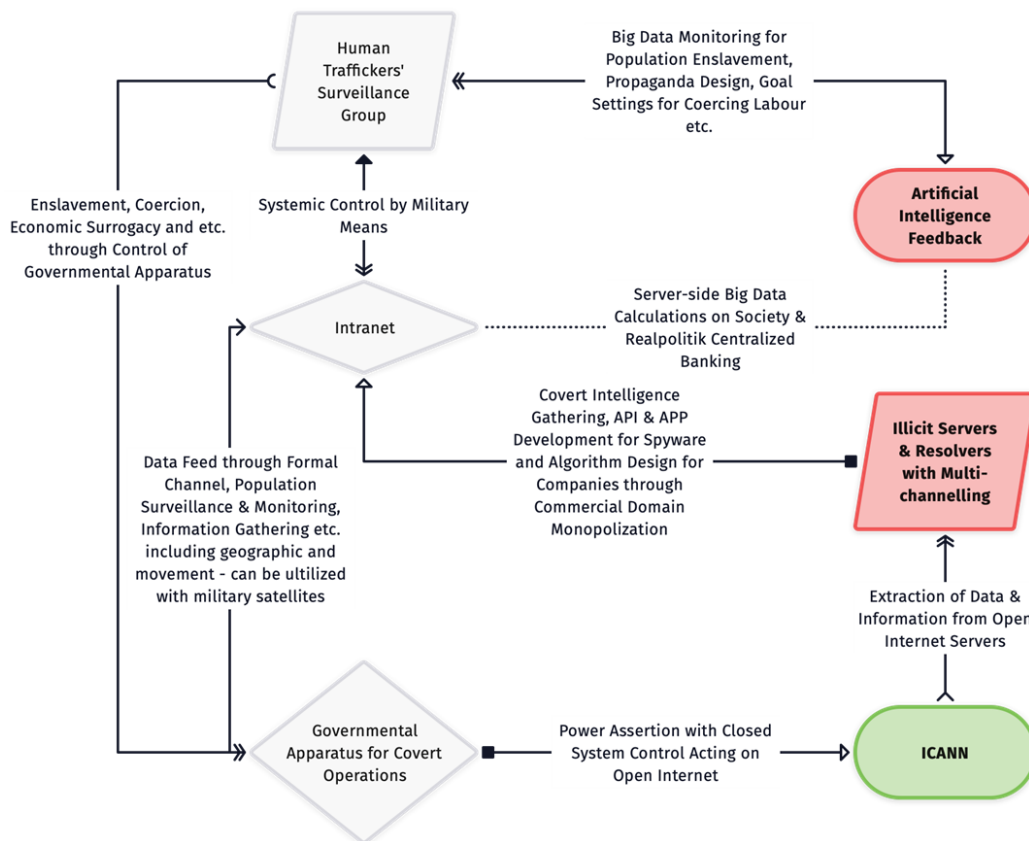 Human
Traffickers'
Surveillance
Group
Big Data Monitoring for
Population Enslavement,
Propaganda Design, Goal
Settings for Coercing Labour
etc.
Artificial
Intelligence
Feedback
Enslavement, Coercion,
Economic Surrogacy and etc.
through Control of
Governmental Apparatus
Systemic Control by Military
Means
Intranet
Server-side Big Data
Calculations on Society &
Realpolitik Centralized
Banking
Covert Intelligence
Gathering, API & APP
Development for Spyware
and Algorithm Design for
Companies through
Commercial Domain
Monopolization
Illicit Servers
& Resolvers
with Multi-
channelling
Data Feed through Formal
Channel, Population
Surveillance & Monitoring,
Information Gathering etc.
including geographic and
movement - can be ultilized
with military satellites
Extraction of Data &
Information from Open
Internet Servers
Governmental
Apparatus for Covert
Operations
Power Assertion with Closed
System Control Acting on
Open Internet
ICANN